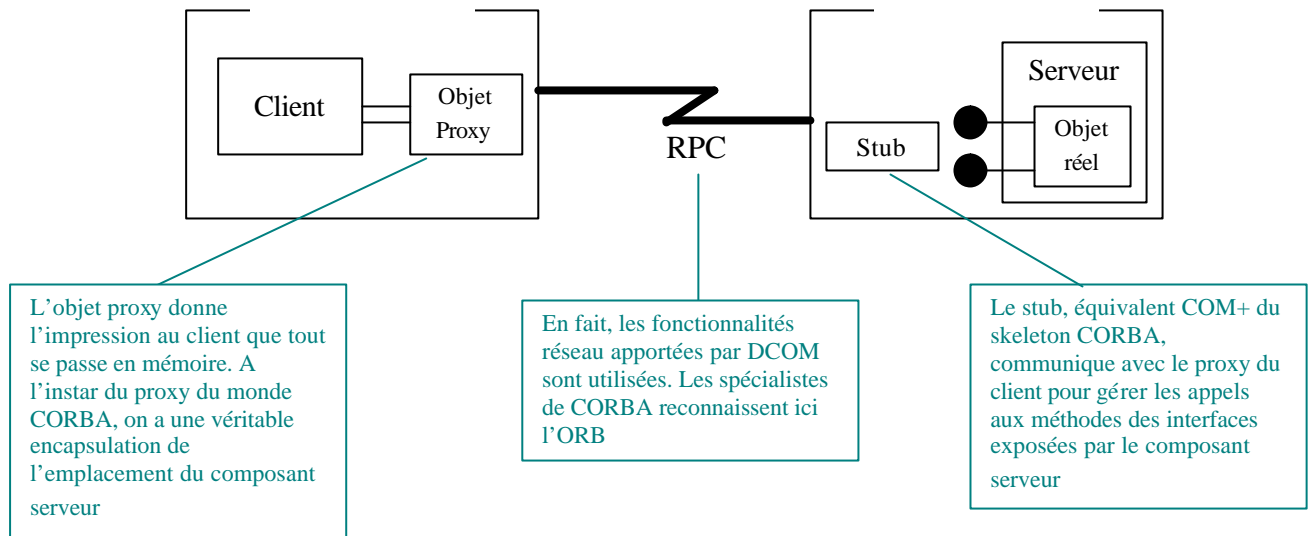 Client
Objet
Proxy
RPC
Stub
Serveur
Objet
réel
L’objet proxy donne
l’impression au client que tout
se passe en mémoire. A
l’instar du proxy du monde
CORBA, on a une véritable
encapsulation de
l’emplacement du composant
serveur
En fait, les fonctionnalités
réseau apportées par DCOM
sont utilisées. Les spécialistes
de CORBA reconnaissent ici
l’ORB
Le stub, équivalent COM+ du
skeleton CORBA,
communique avec le proxy du
client pour gérer les appels
aux méthodes des interfaces
exposées par le composant
serveur